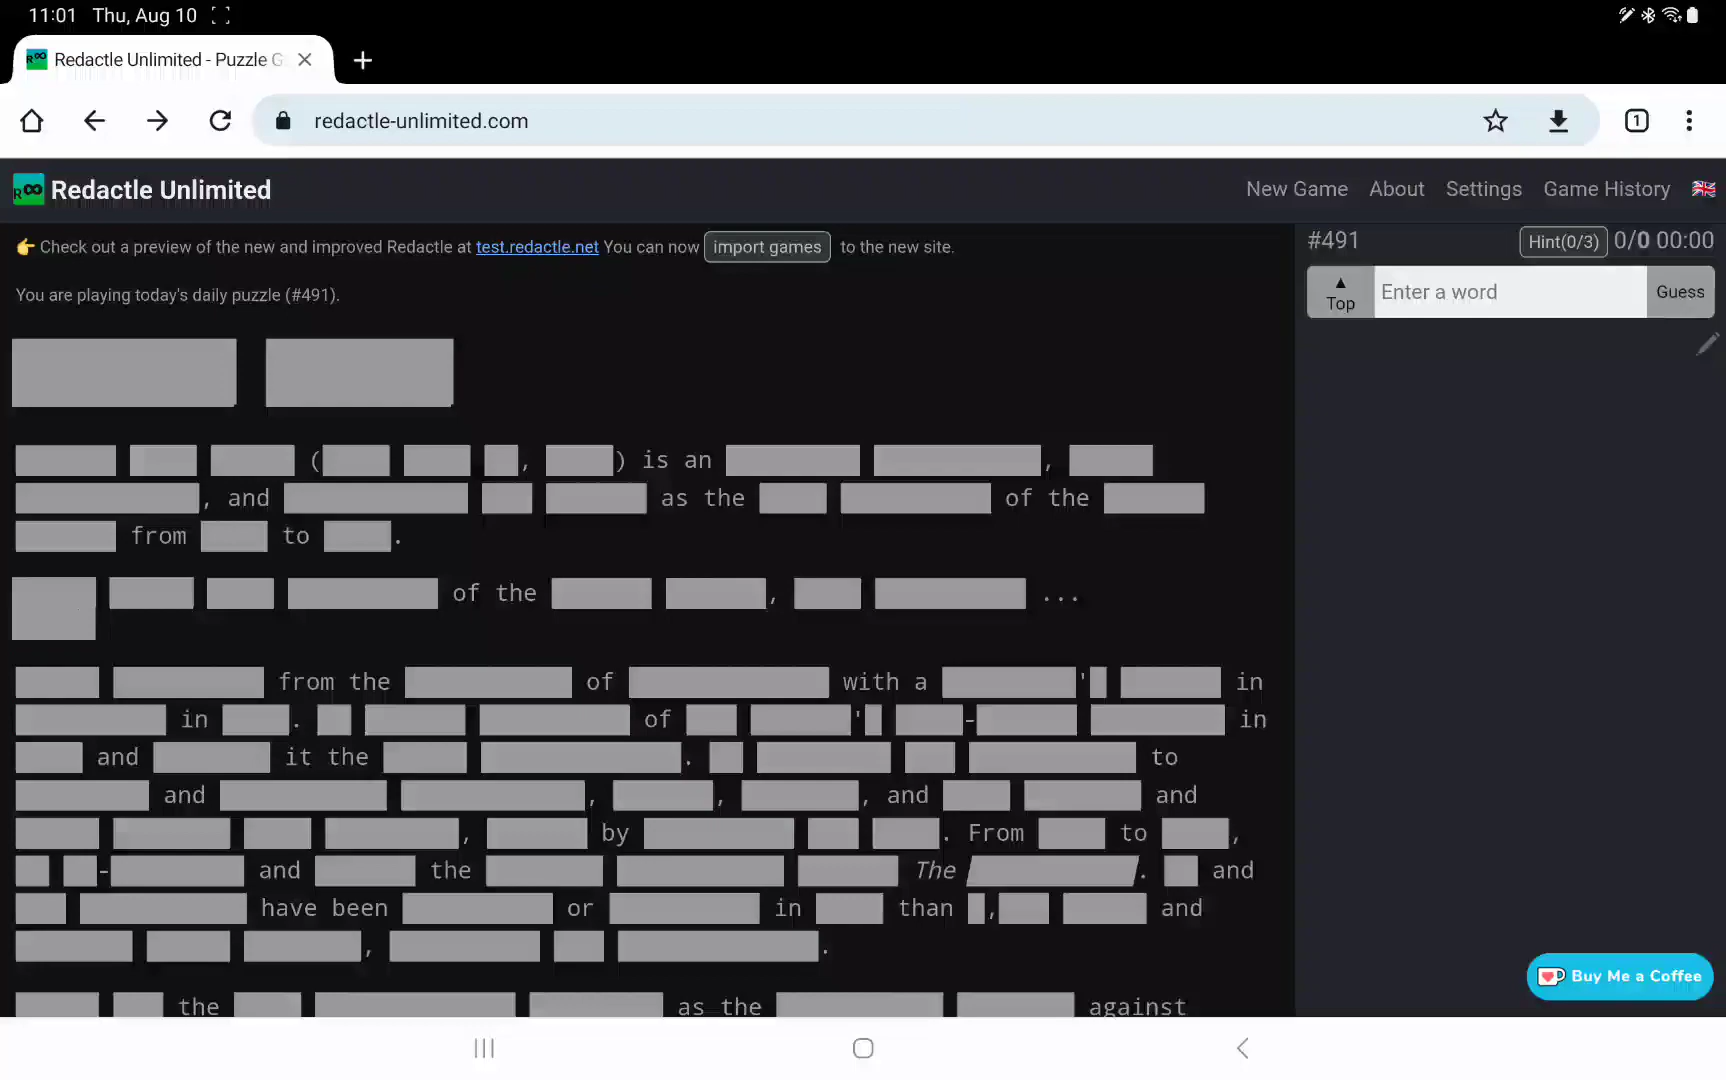 11:01 Thu, Aug 10
Redactle Unlimited - Puzzle G
redactle-unlimited.com
1
R∞ Redactle Unlimited
New Game About Settings Game History
👉 Check out a preview of the new and improved Redactle at test.redactle.net You can now import games to the new site.
#491 Hint(0/3) 0/0 00:00
You are playing today's daily puzzle (#491).
▲ Top Enter a word Guess
( , ) is an ,
, and as the of the
from to .
of the , ...
from the of with a ' in
in . of ' - in
and it the . to
and , , , and and
, by . From to ,
- and the The . and
have been or in than , and
, .
the as the against
Buy Me a Coffee